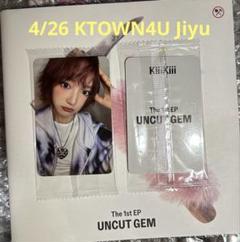 4/26 KTOWN4U Jiyu
KiiiKiii
The 1st EP
UNCUT GEM
The 1st EP
UNCUT GEM